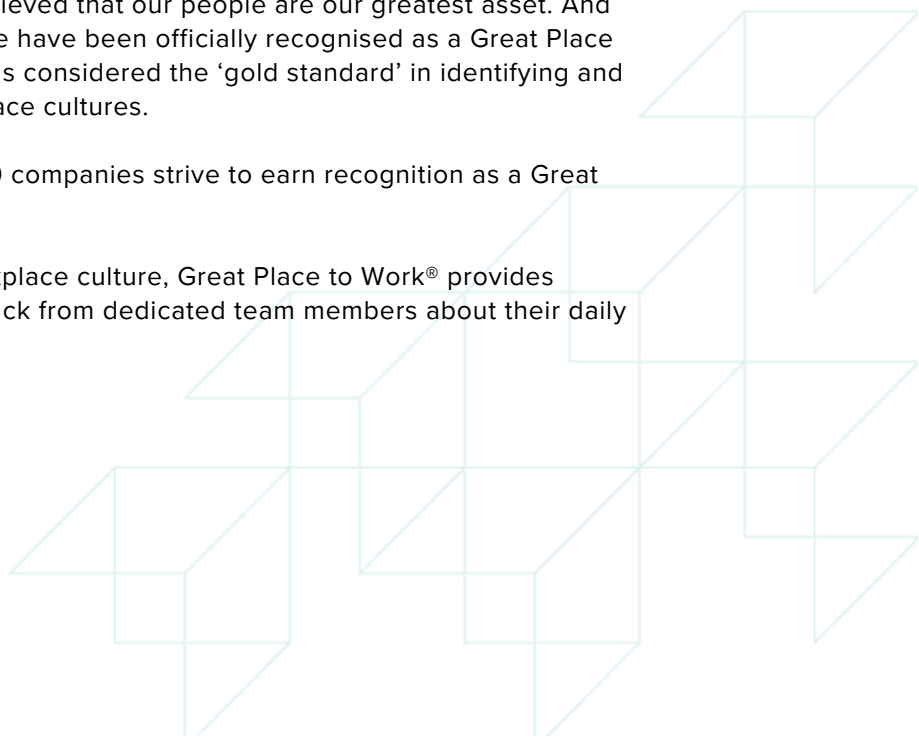 ieved that our people are our greatest asset. And
e have been officially recognised as a Great Place
s considered the ‘gold standard’ in identifying and
ace cultures.
companies strive to earn recognition as a Great
place culture, Great Place to Work® provides
ck from dedicated team members about their daily